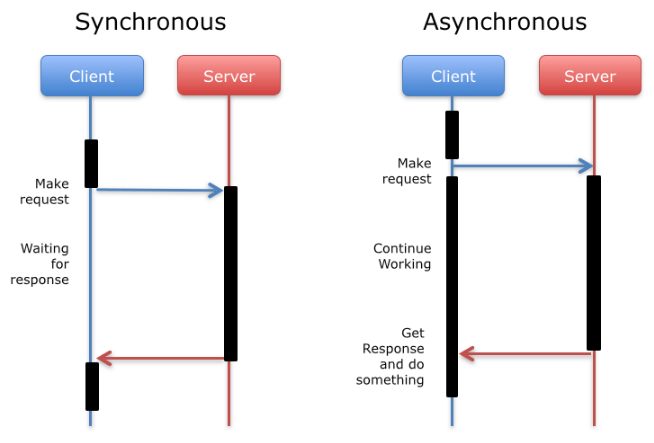 Synchronous
Client
Server
Make
request
Waiting
for
response
Asynchronous
Client
Server
Make
request
Continue
Working
Get
Response
and do
something